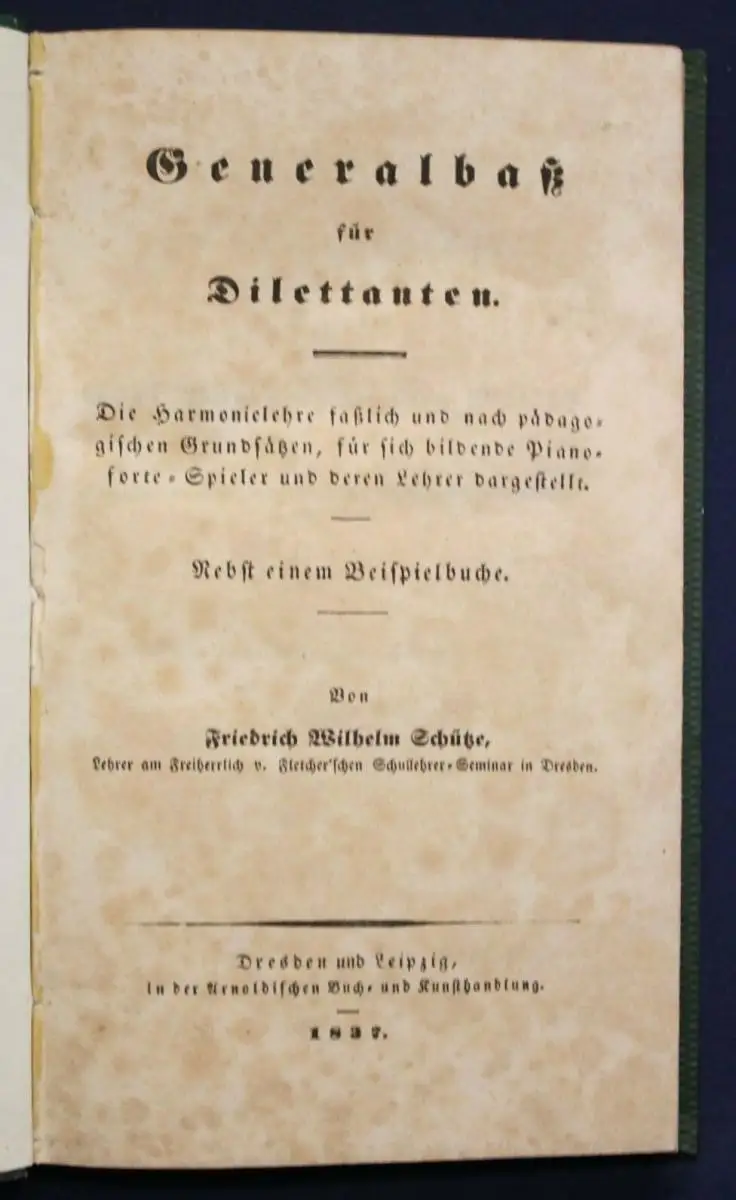 Generalbaß
für
Dilettanten.
Die Harmonielehre faßlich und nach pädago-
gischen Grundsätzen, für sich bildende Piano-
forte-Spieler und deren Lehrer dargestellt.
Nebst einem Beispielbuche.
Von
Friedrich Wilhelm Schütze,
Lehrer am Freiherrlich v. Fletcher'schen Schullehrer-Seminar in Dresden.
Dresden und Leipzig,
in der Arnoldischen Buch- und Kunsthandlung.
1837.